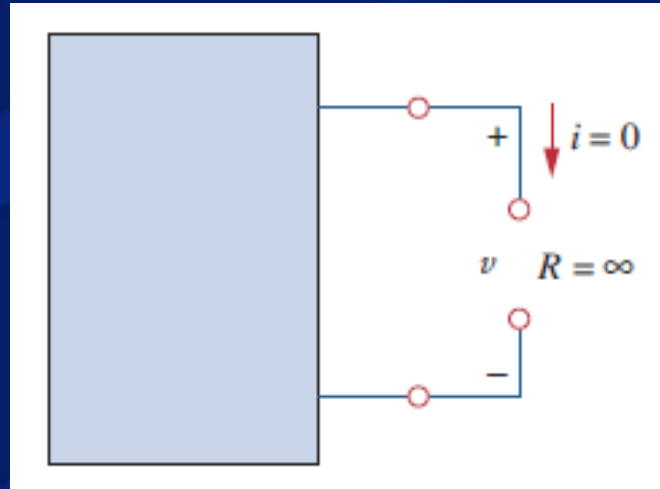 +
i = 0
v R = ∞
−